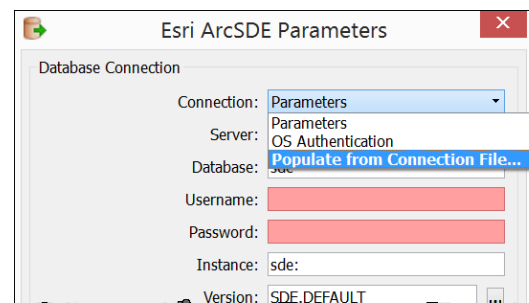 Esri ArcSDE Parameters
Database Connection
Connection: Parameters
Parameters
Server:
OS Authentication
Populate from Connection File...
Database: sde
Username:
Password:
Instance: sde:
Version: SDE.DEFAULT
...